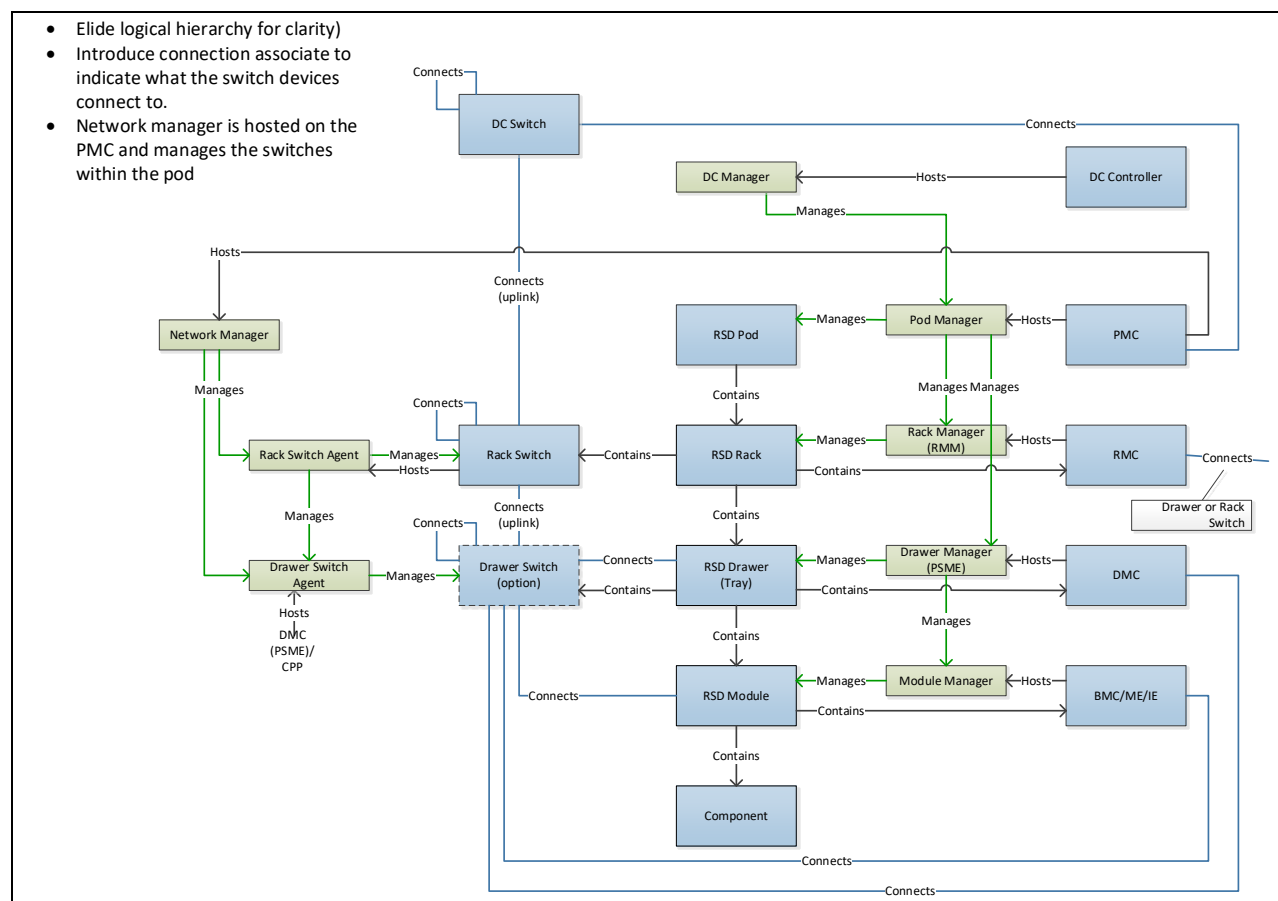 • Elide logical hierarchy for clarity)
• Introduce connection associate to
indicate what the switch devices
connect to.
• Network manager is hosted on the
PMC and manages the switches
within the pod
Connects
DC Switch
Connects
DC Manager
Hosts
DC Controller
Manages
Hosts
Connects
(uplink)
Network Manager
RSD Pod
Manages
Pod Manager
Hosts
PMC
Manages
Contains
Manages
Manages
Connects
Rack Switch Agent
Manages
Hosts
Rack Switch
Contains
RSD Rack
Manages
Rack Manager
(RMM)
Hosts
RMC
Connects
Contains
Drawer or Rack
Switch
Manages
Connects
(uplink)
Contains
Connects
Drawer Switch
Agent
Manages
Drawer Switch
(option)
Connects
Contains
RSD Drawer
(Tray)
Manages
Drawer Manager
(PSME)
Hosts
DMC
Contains
Hosts
DMC
(PSME)/
CPP
Contains
Manages
Connects
RSD Module
Manages
Module Manager
Hosts
BMC/ME/IE
Contains
Contains
Component
Connects
Connects